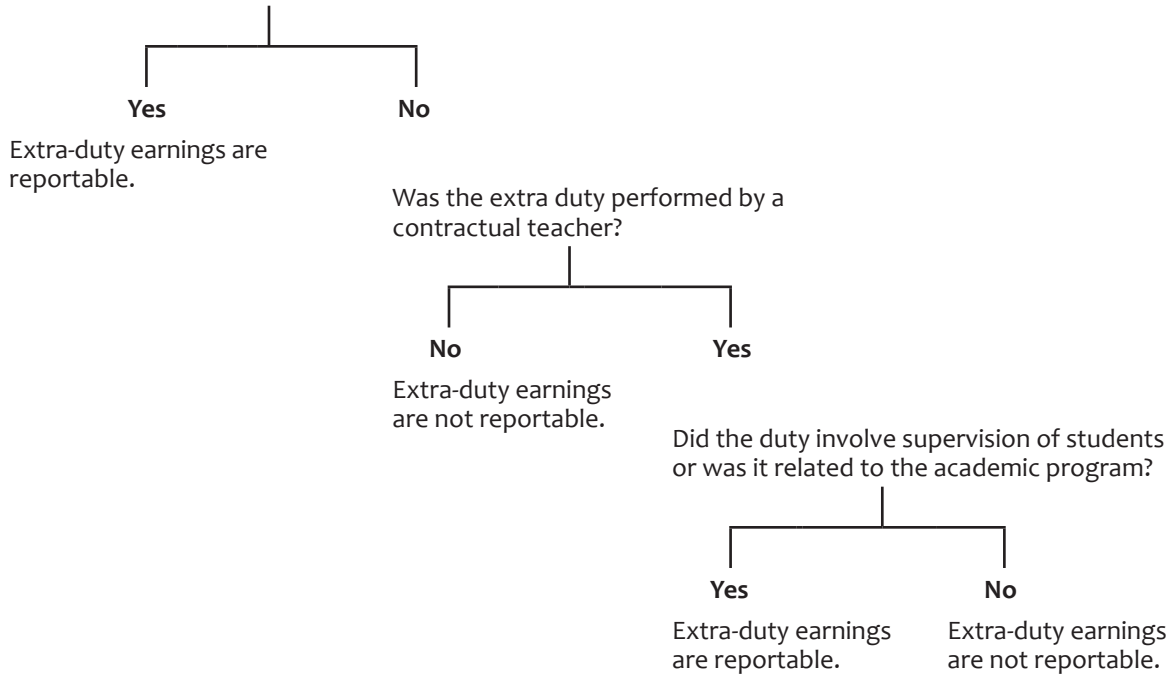 Yes
No
Extra-duty earnings are
reportable.
Was the extra duty performed by a
contractual teacher?
No
Yes
Extra-duty earnings
are not reportable.
Did the duty involve supervision of students
or was it related to the academic program?
Yes
No
Extra-duty earnings
are reportable.
Extra-duty earnings
are not reportable.